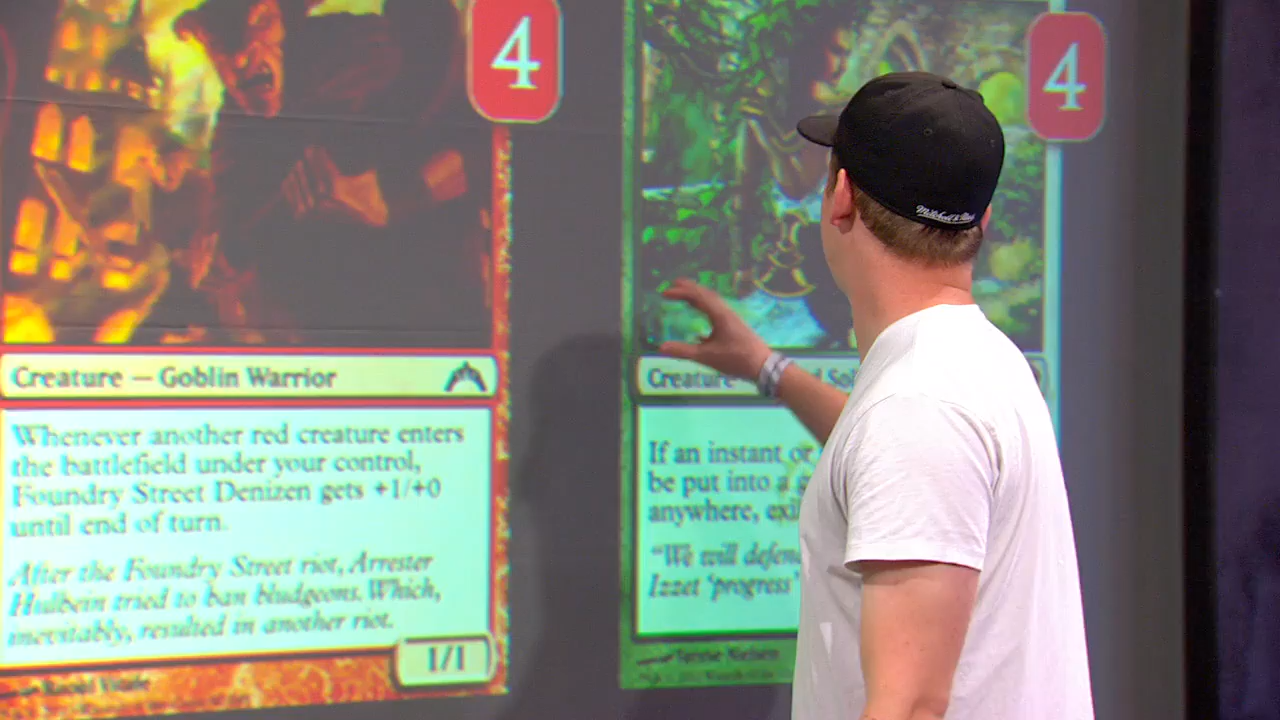 4
Creature — Goblin Warrior
Whenever another red creature enters
the battlefield under your control,
Foundry Street Denizen gets +1/+0
until end of turn.
After the Foundry Street riot, Arrester
Hulbein tried to ban bludgeons. Which,
inevitably, resulted in another riot.
1/1
4
Creature
If an instant or
be put into a
anywhere, exil
"We will defend
Izzet 'progress'
Mitchell & Ness